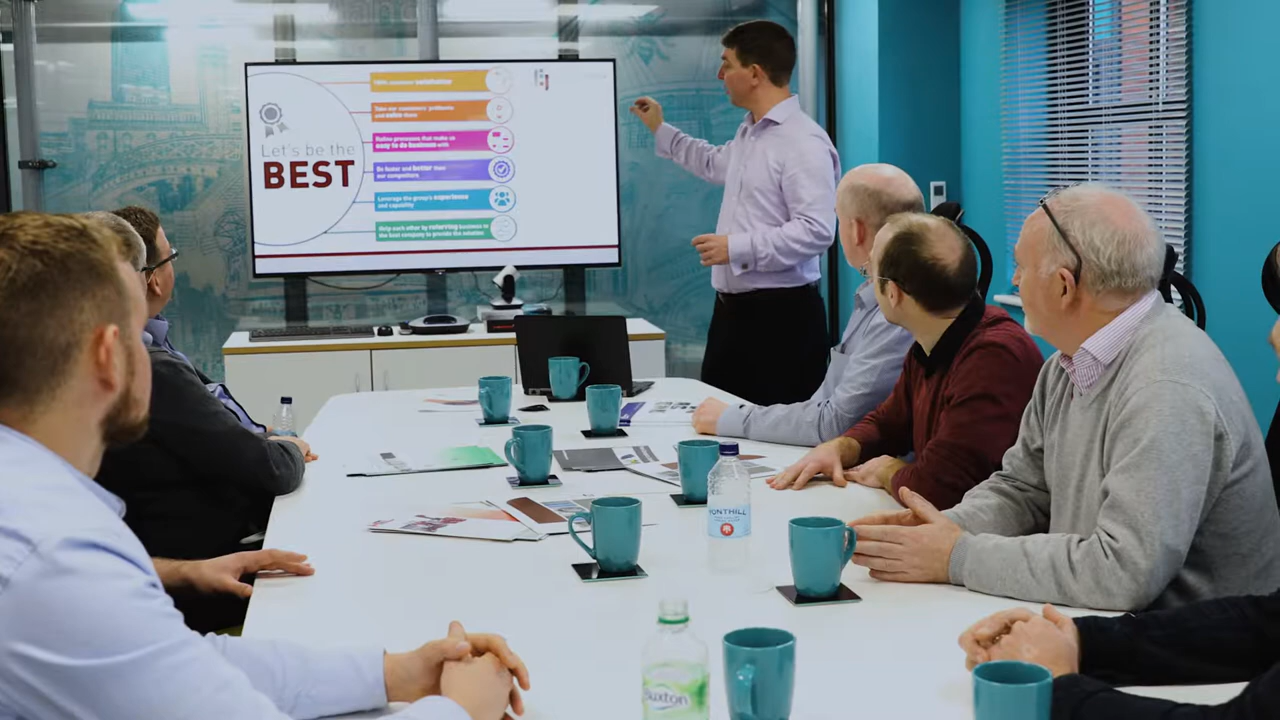 100% customer satisfaction
Take our customers' problems
and solve them
Let's be the
BEST
Refine processes that make us
easy to do business with
Be faster and better than
our competitors
Leverage the group's experience
and capability
Help each other by referring business to
the best company to provide the solution
Buxton